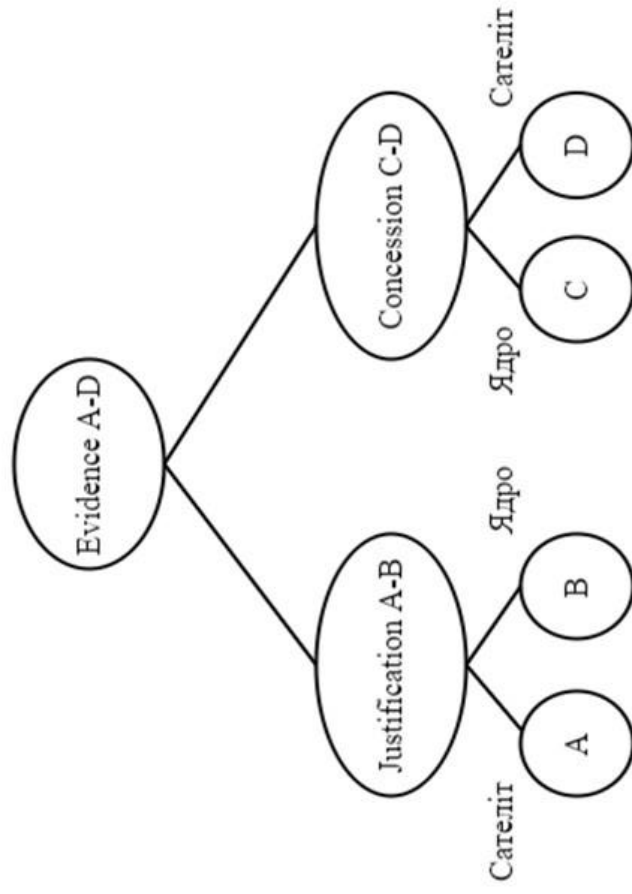 Evidence A-D
Justification A-B
Concession C-D
Сателіт
Ядро
Ядро
Сателіт
A
B
C
D